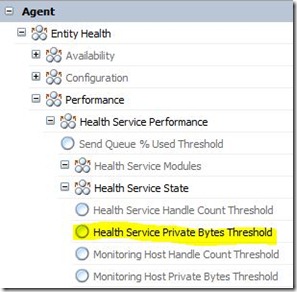 Agent
Entity Health
Availability
Configuration
Performance
Health Service Performance
Send Queue % Used Threshold
Health Service Modules
Health Service State
Health Service Handle Count Threshold
Health Service Private Bytes Threshold
Monitoring Host Handle Count Threshold
Monitoring Host Private Bytes Threshold